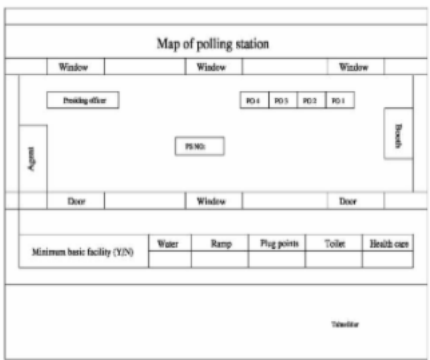 Map of polling station
Window Window Window
Presiding officer PO 4 PO 3 PO 2 PO 1
Booth
PS NO:
Agent
Door Window Door
Minimum basic facility (Y/N) Water Ramp Plug points Toilet Health care